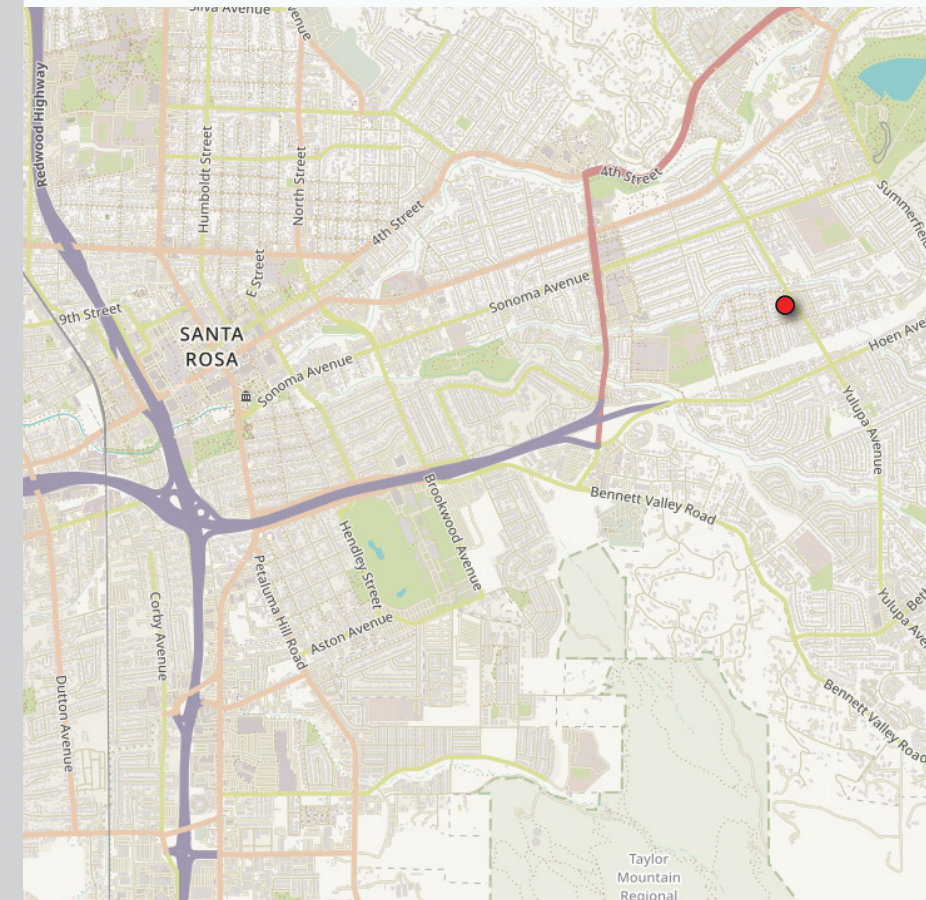 Silva Avenue
Redwood Highway
Humboldt Street
North Street
4th Street
4th Street
E Street
9th Street
SANTA
ROSA
Sonoma Avenue
Sonoma Avenue
Hoen Ave
Yulupa Avenue
Bennett Valley Road
Brookwood Avenue
Hendley Street
Petaluma Hill Road
Aston Avenue
Corby Avenue
Dutton Avenue
Yulupa Ave
Beth
Bennett Valley Road
Summerfield
Taylor
Mountain
Regional